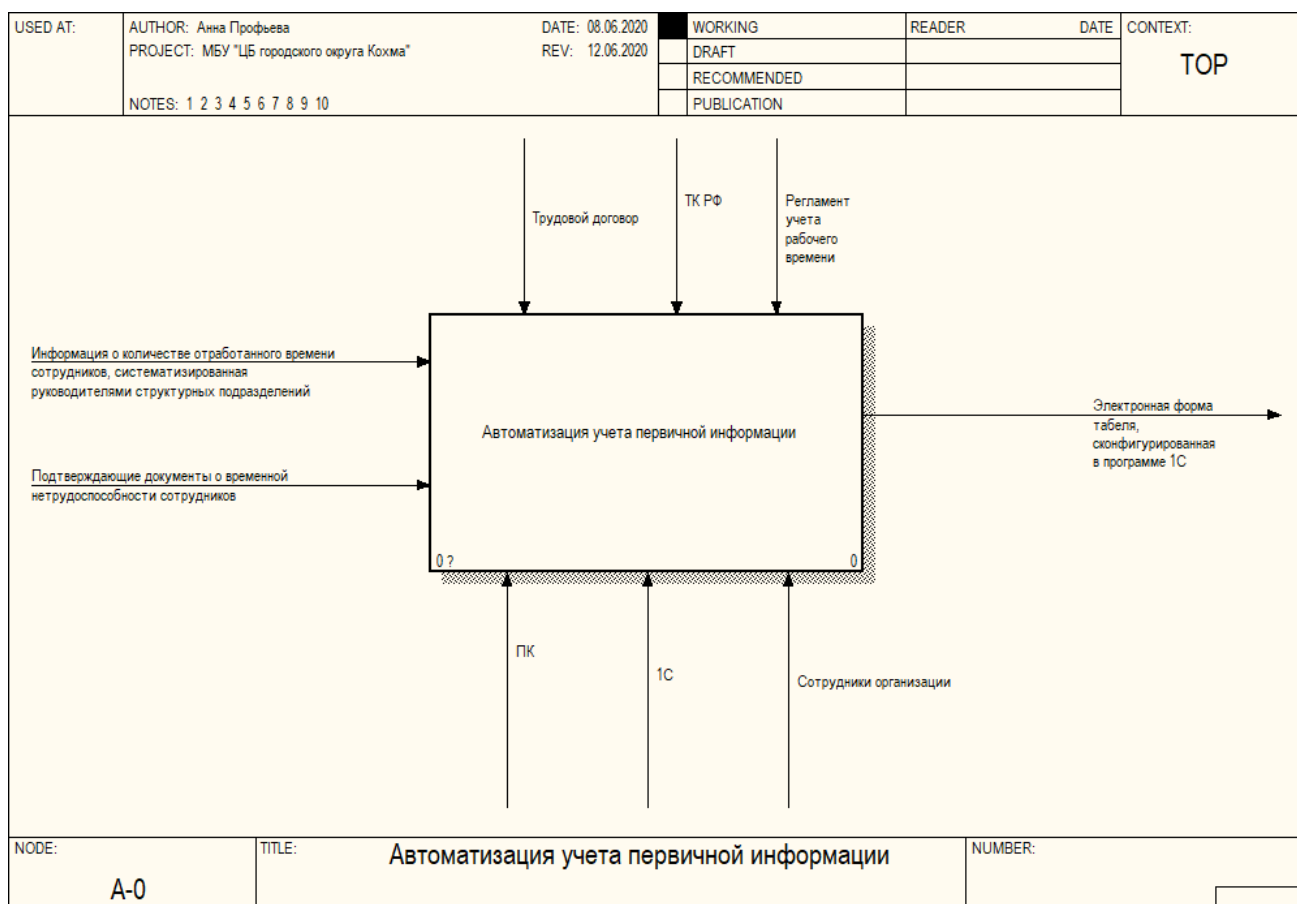 USED AT:
AUTHOR: Анна Профьева
DATE: 08.06.2020
WORKING
READER
DATE
CONTEXT:
PROJECT: МБУ "ЦБ городского округа Кохма"
REV: 12.06.2020
DRAFT
TOP
RECOMMENDED
NOTES: 1 2 3 4 5 6 7 8 9 10
PUBLICATION
Трудовой договор
ТК РФ
Регламент
учета
рабочего
времени
Информация о количестве отработанного времени
сотрудников, систематизированная
руководителями структурных подразделений
Подтверждающие документы о временной
нетрудоспособности сотрудников
Автоматизация учета первичной информации
0 ?
0
Электронная форма
табеля,
сконфигурированная
в программе 1С
ПК
1С
Сотрудники организации
NODE:
A-0
TITLE:
Автоматизация учета первичной информации
NUMBER: